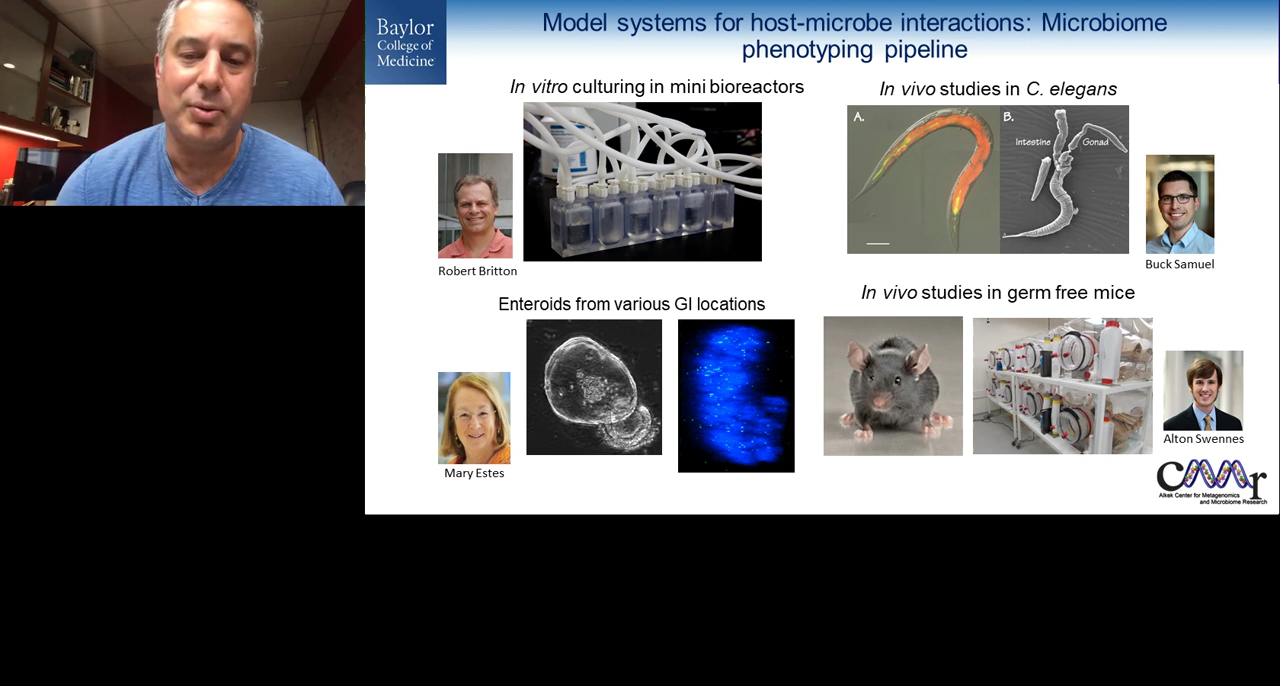 Baylor
College of
Medicine
Model systems for host-microbe interactions: Microbiome
phenotyping pipeline
In vitro culturing in mini bioreactors
In vivo studies in C. elegans
A.
B.
Intestine
Gonad
Robert Britton
Buck Samuel
Enteroids from various GI locations
In vivo studies in germ free mice
Mary Estes
Alton Swennes
cmmr
Alkek Center for Metagenomics
and Microbiome Research